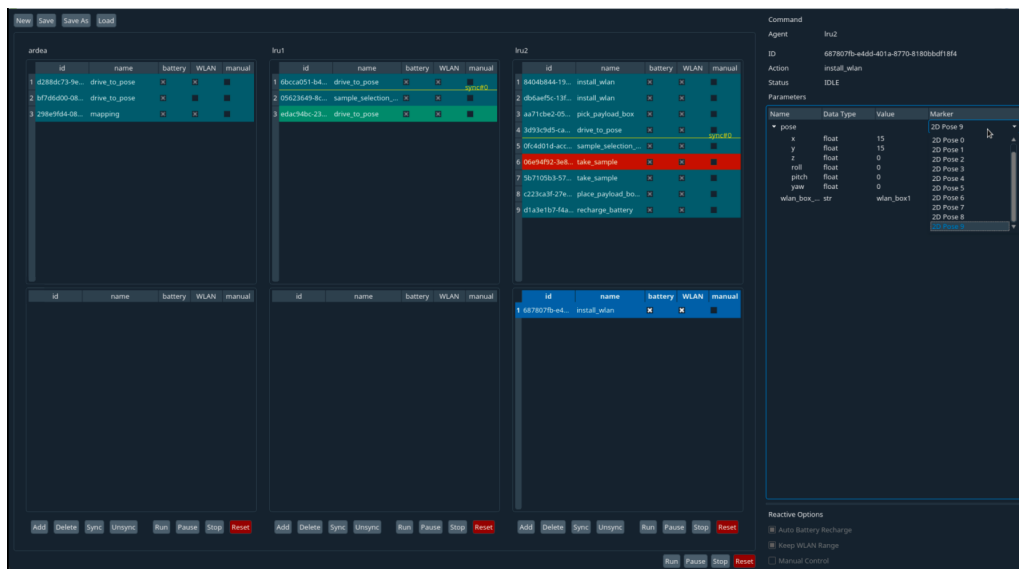 New Save Save As Load
ardea
id name battery WLAN manual
1 d288dc73-9e... drive_to_pose
2 bf7d6d00-08... drive_to_pose
3 298e9fd4-08... mapping
id name battery WLAN manual
Add Delete Sync Unsync Run Pause Stop Reset
lru1
id name battery WLAN manual
1 6bcca051-b4... drive_to_pose
sync#0
2 05623649-8c... sample_selection_...
3 edac94bc-23... drive_to_pose
id name battery WLAN manual
Add Delete Sync Unsync Run Pause Stop Reset
lru2
id name battery WLAN manual
1 8404b844-19... install_wlan
2 db6aef5c-13f... install_wlan
3 aa71cbe2-05... pick_payload_box
4 3d93c9d5-ca... drive_to_pose
sync#0
5 0fc4d01d-acc... sample_selection_...
6 06e94f92-3e8... take_sample
7 5b7105b3-57... take_sample
8 c223ca3f-27e... place_payload_bo...
9 d1a3e1b7-f4a... recharge_battery
id name battery WLAN manual
1 687807fb-e4... install_wlan
Add Delete Sync Unsync Run Pause Stop Reset
Run Pause Stop Reset
Command
Agent lru2
ID 687807fb-e4dd-401a-8770-8180bbdf18f4
Action install_wlan
Status IDLE
Parameters
Name Data Type Value Marker
pose 2D Pose 9
x float 15 2D Pose 0
y float 15 2D Pose 1
z float 0 2D Pose 2
roll float 0 2D Pose 3
pitch float 0 2D Pose 4
yaw float 0 2D Pose 5
wlan_box_... str wlan_box1 2D Pose 6
2D Pose 7
2D Pose 8
2D Pose 9
Reactive Options
Auto Battery Recharge
Keep WLAN Range
Manual Control